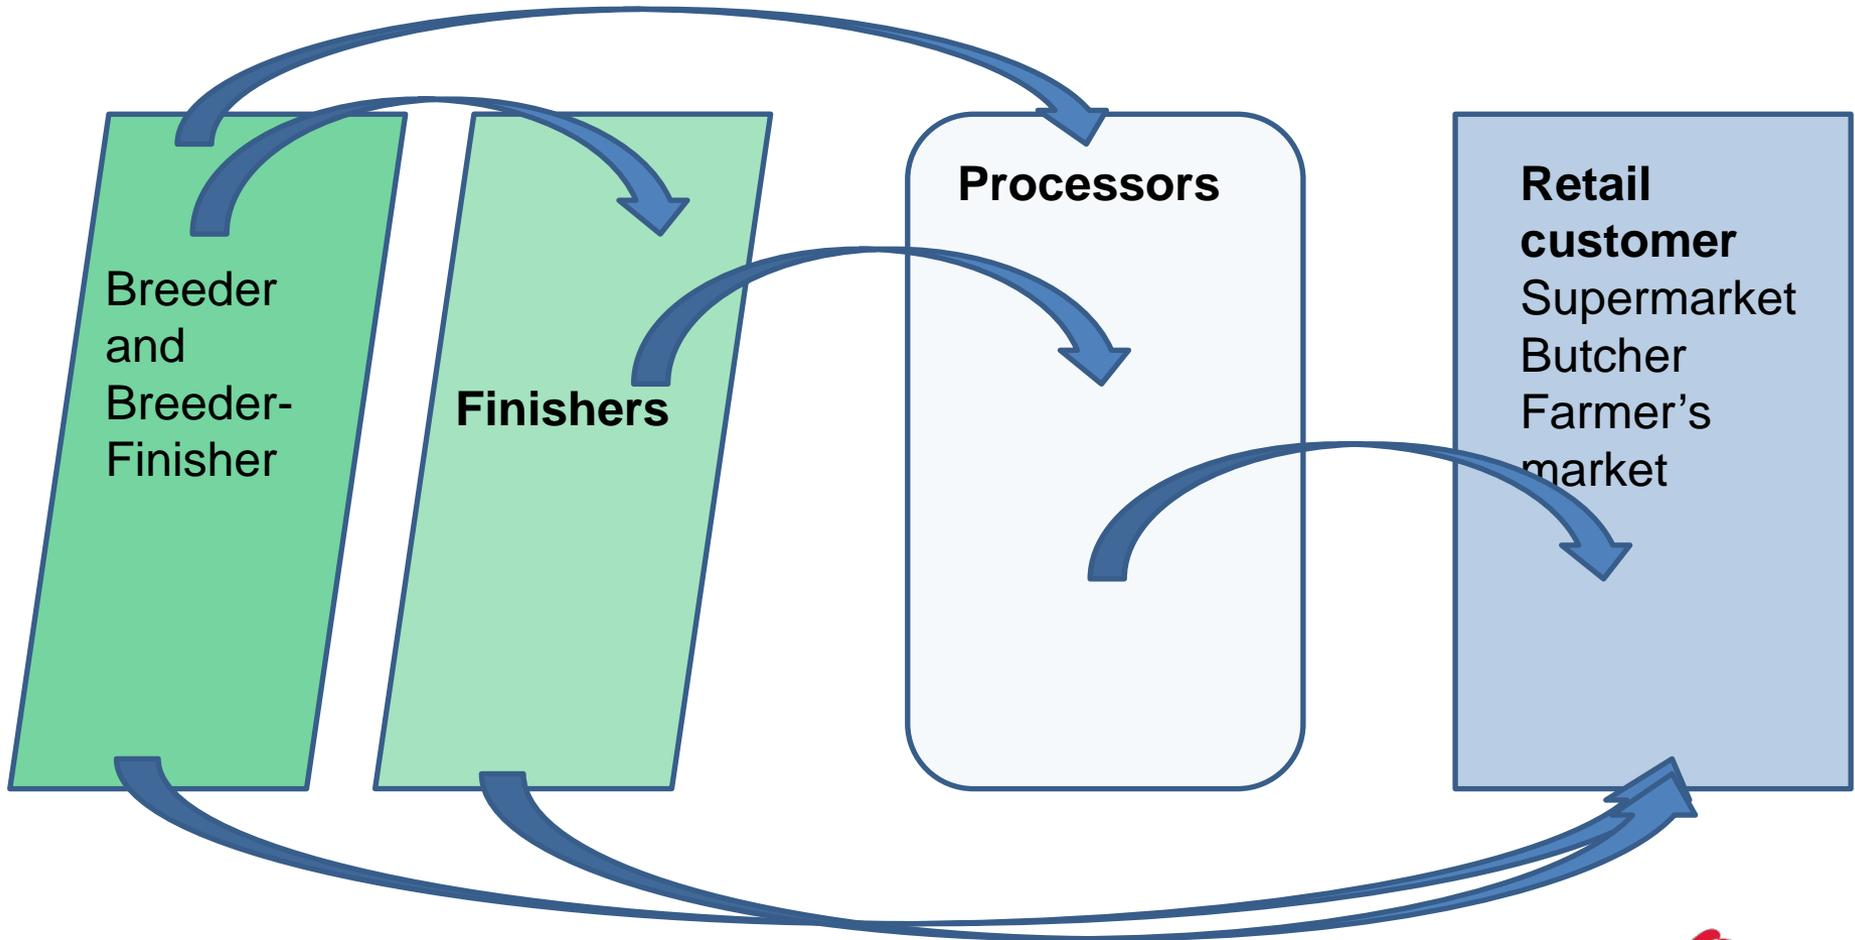 Breeder
and
Breeder-
Finisher
Finishers
Processors
Retail
customer
Supermarket
Butcher
Farmer’s
market